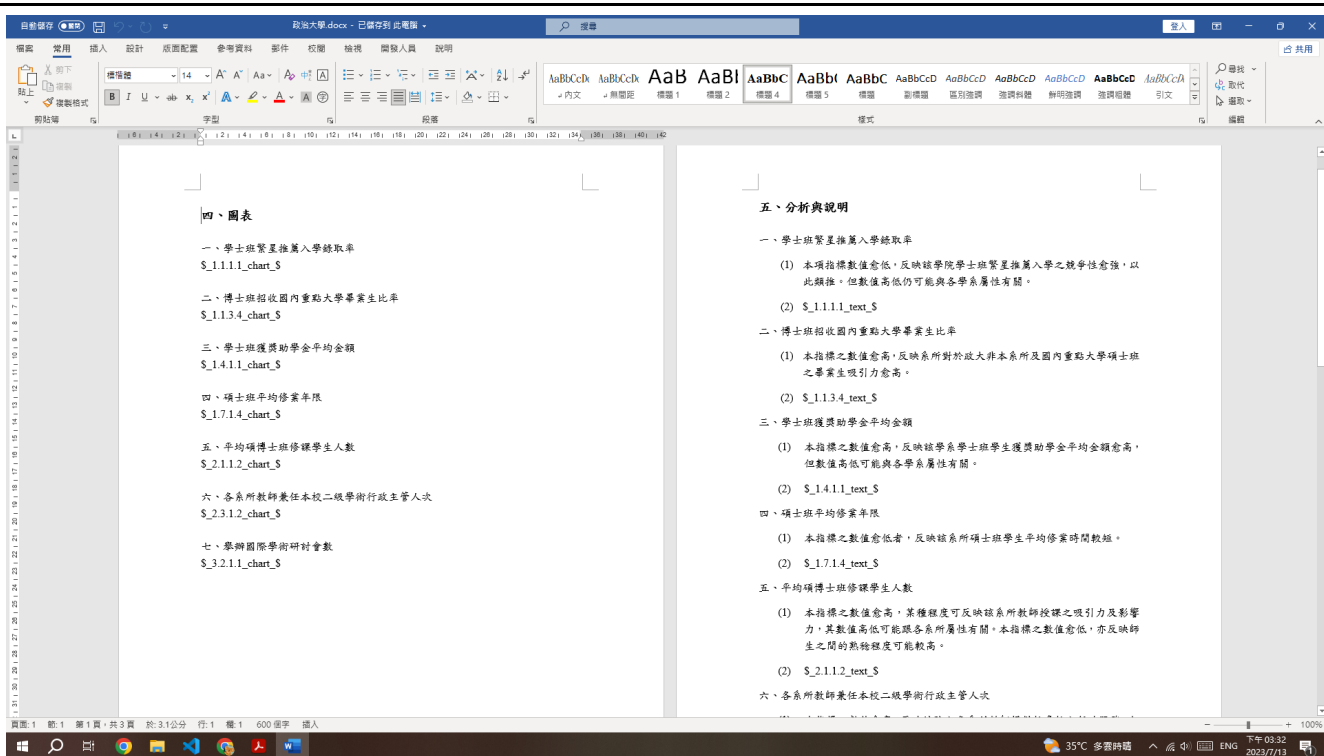 自動儲存
政治大學.docx - 已儲存到 此電腦
搜尋
登入
檔案 常用 插入 設計 版面配置 參考資料 郵件 校閱 檢視 開發人員 說明
共用
貼上
剪下
複製
複製格式
標楷體 14
AaBbCcDc AaBbCcDc AaB AaBl AaBbC AaBb( AaBbC AaBbCcD AaBbCcD AaBbCcD AaBbCcD AaBbCcD AaBbCcDc
內文 無間距 標題 1 標題 2 標題 4 標題 5 標題 副標題 區別強調 強調斜體 鮮明強調 強調粗體 引文
尋找
取代
選取
剪貼簿 字型 段落 樣式 編輯
四、圖表
一、學士班繁星推薦入學錄取率
$_1.1.1.1_chart_$
二、博士班招收國內重點大學畢業生比率
$_1.1.3.4_chart_$
三、學士班獲獎助學金平均金額
$_1.4.1.1_chart_$
四、碩士班平均修業年限
$_1.7.1.4_chart_$
五、平均碩博士班修課學生人數
$_2.1.1.2_chart_$
六、各系所教師兼任本校二級學術行政主管人次
$_2.3.1.2_chart_$
七、舉辦國際學術研討會數
$_3.2.1.1_chart_$
五、分析與說明
一、學士班繁星推薦入學錄取率
(1) 本項指標數值愈低，反映該學院學士班繁星推薦入學之競爭性愈強，以
此類推。但數值高低仍可能與各學系屬性有關。
(2) $_1.1.1.1_text_$
二、博士班招收國內重點大學畢業生比率
(1) 本指標之數值愈高，反映系所對於政大非本系所及國內重點大學碩士班
之畢業生吸引力愈高。
(2) $_1.1.3.4_text_$
三、學士班獲獎助學金平均金額
(1) 本指標之數值愈高，反映該學系學士班學生獲獎助學金平均金額愈高，
但數值高低可能與各學系屬性有關。
(2) $_1.4.1.1_text_$
四、碩士班平均修業年限
(1) 本指標之數值愈低者，反映該系所碩士班學生平均修業時間較短。
(2) $_1.7.1.4_text_$
五、平均碩博士班修課學生人數
(1) 本指標之數值愈高，某種程度可反映該系所教師授課之吸引力及影響
力，其數值高低可能跟各系所屬性有關。本指標之數值愈低，亦反映師
生之間的熟稔程度可能較高。
(2) $_2.1.1.2_text_$
六、各系所教師兼任本校二級學術行政主管人次
頁面: 1 節: 1 第 1 頁，共 3 頁 於: 3.1公分 行: 1 欄: 1 600 個字 插入
100%
35°C 多雲時晴 ENG 下午 03:32
2023/7/13